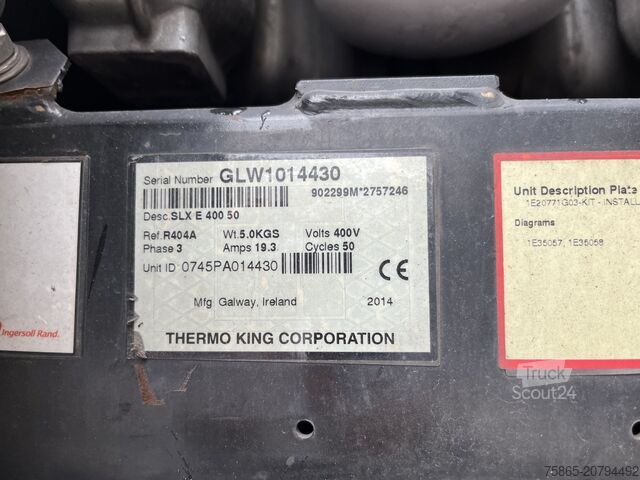 Serial Number GLW1014430
902299M*2757246
Desc. SLX E 400 50
Ref. R404A Wt. 5.0KGS Volts 400V
Phase 3 Amps 19.3 Cycles 50
Unit ID 0745PA014430
CE
Mfg Galway, Ireland 2014
THERMO KING CORPORATION
Ingersoll Rand.
Unit Description Plate
1E20771G03-KIT - INSTALL
Diagrams
1E35057, 1E35058
Truck
Scout24
75865-20794492